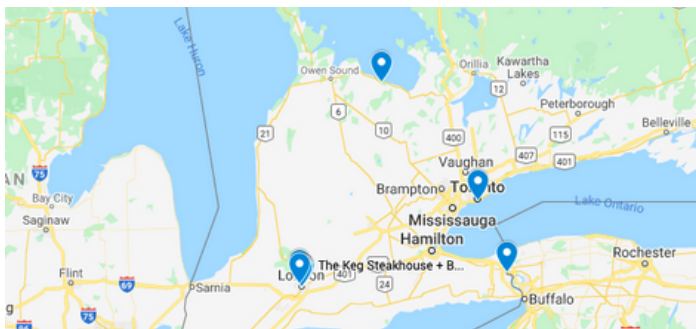 Lake Huron
Owen Sound
Orillia
Kawartha
Lakes
12
Peterborough
6
10
400
115
Belleville
21
407
401
AN
75
Vaughan
Bay City
Brampton
Toronto
Saginaw
Mississauga
Lake Ontario
Hamilton
Rochester
The Keg Steakhouse + B...
London
401
24
Flint
69
Sarnia
Buffalo
75
g